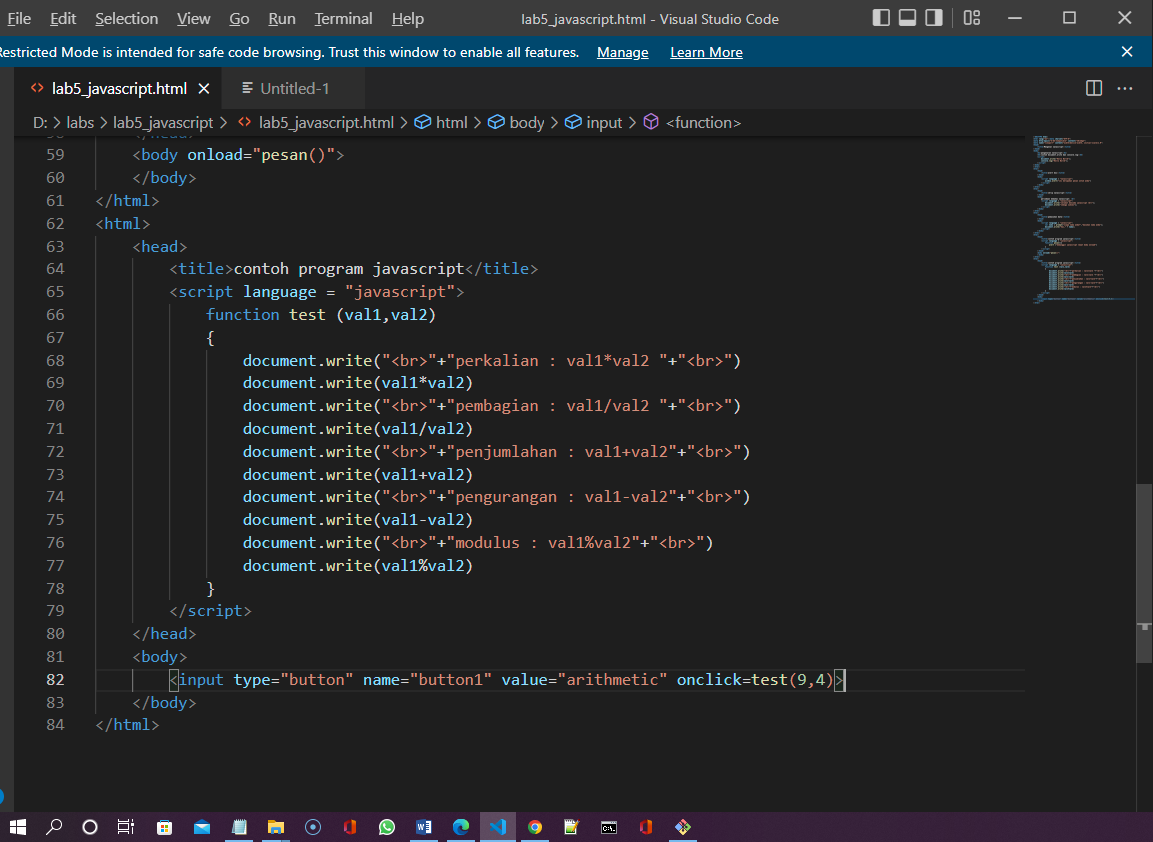 File Edit Selection View Go Run Terminal Help lab5_javascript.html - Visual Studio Code
Restricted Mode is intended for safe code browsing. Trust this window to enable all features. Manage Learn More
lab5_javascript.html Untitled-1
D: > labs > lab5_javascript > lab5_javascript.html > html > body > input > <function>
59 <body onload="pesan()">
60 </body>
61 </html>
62 <html>
63 <head>
64 <title>contoh program javascript</title>
65 <script language = "javascript">
66 function test (val1,val2)
67 {
68 document.write("<br>"+"perkalian : val1*val2 "+"<br>")
69 document.write(val1*val2)
70 document.write("<br>"+"pembagian : val1/val2 "+"<br>")
71 document.write(val1/val2)
72 document.write("<br>"+"penjumlahan : val1+val2"+"<br>")
73 document.write(val1+val2)
74 document.write("<br>"+"pengurangan : val1-val2"+"<br>")
75 document.write(val1-val2)
76 document.write("<br>"+"modulus : val1%val2"+"<br>")
77 document.write(val1%val2)
78 }
79 </script>
80 </head>
81 <body>
82 <input type="button" name="button1" value="arithmetic" onclick=test(9,4)>
83 </body>
84 </html>